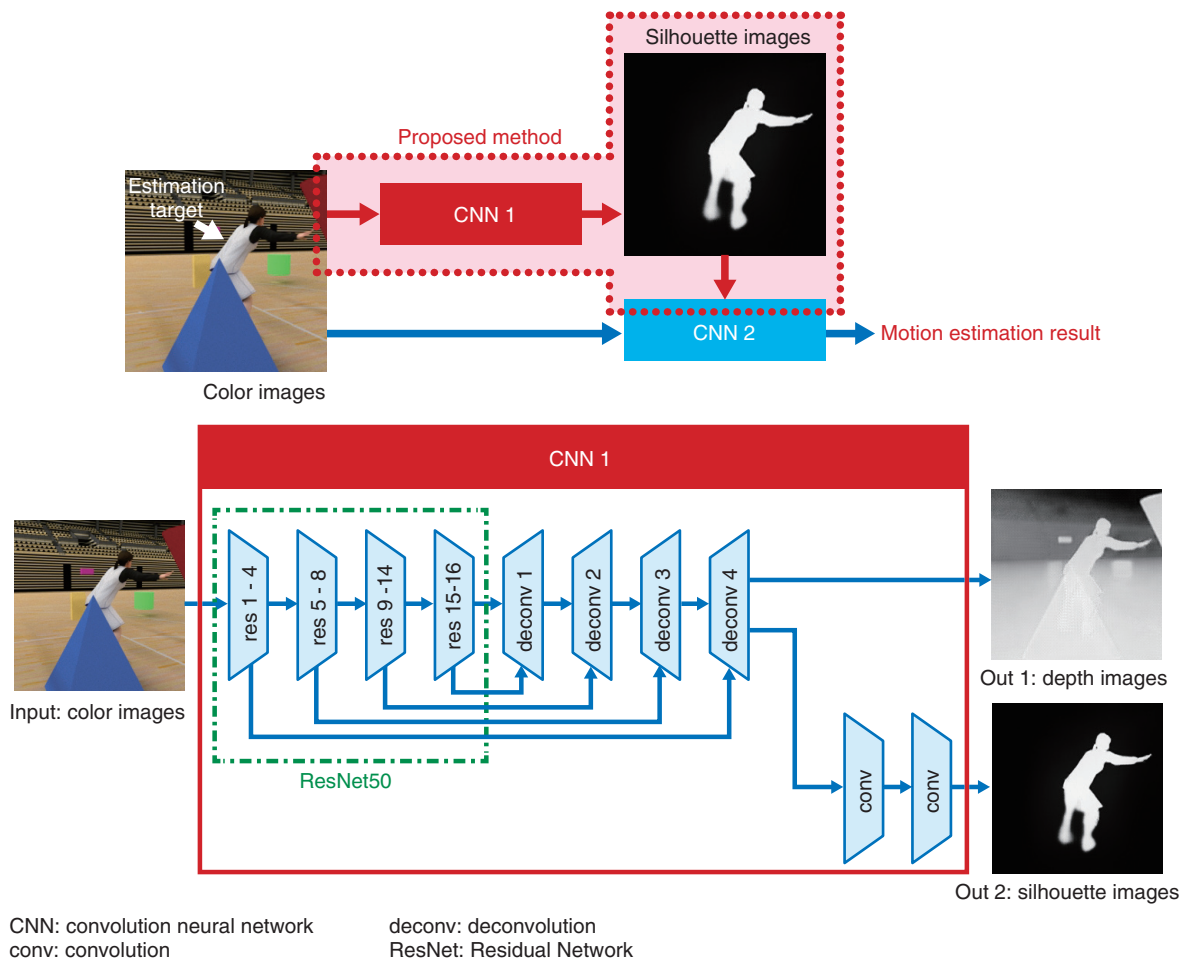 Silhouette images
Proposed method
Estimation
target
CNN 1
CNN 2
Motion estimation result
Color images
CNN 1
res 1 - 4
res 5 - 8
res 9 -14
res 15-16
deconv 1
deconv 2
deconv 3
deconv 4
Input: color images
Out 1: depth images
ResNet50
conv
conv
Out 2: silhouette images
CNN: convolution neural network
deconv: deconvolution
conv: convolution
ResNet: Residual Network